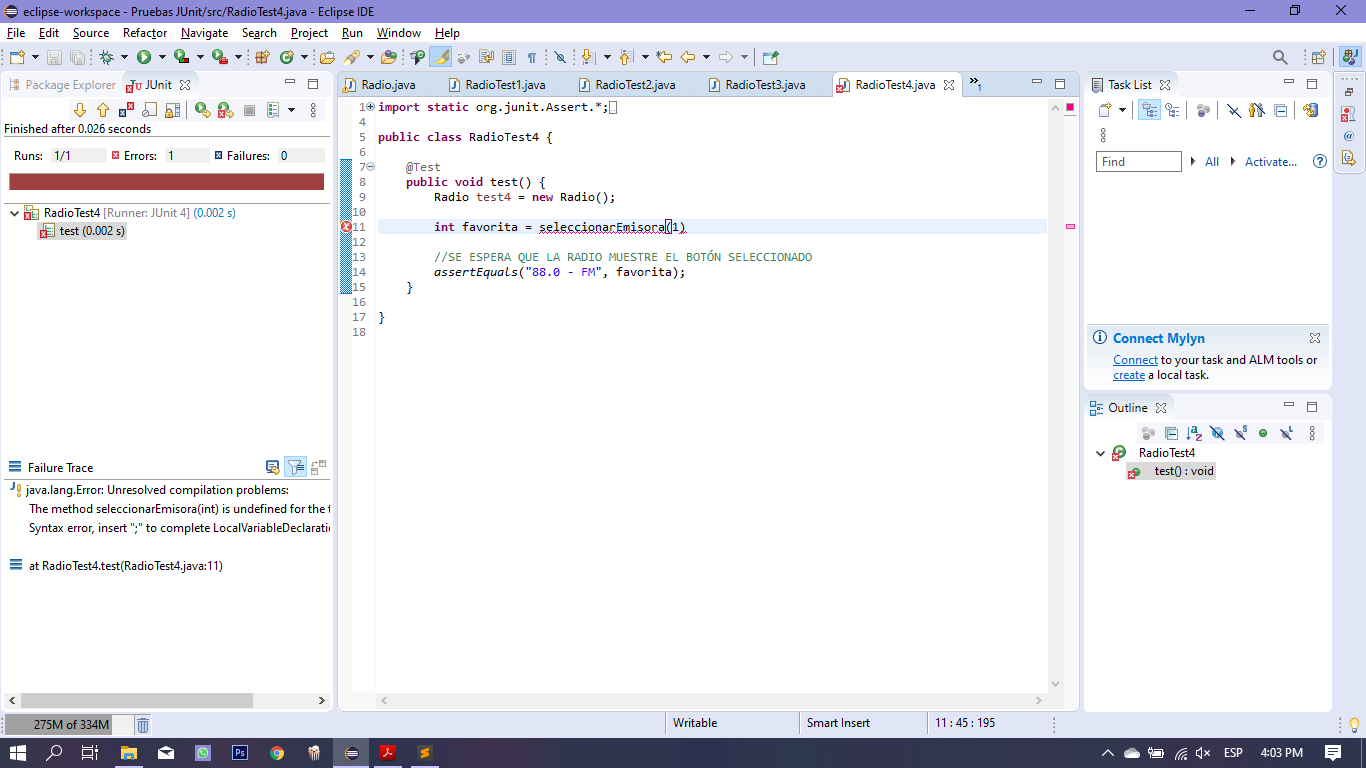 eclipse-workspace - Pruebas JUnit/src/RadioTest4.java - Eclipse IDE
File Edit Source Refactor Navigate Search Project Run Window Help
Package Explorer JUnit
Finished after 0.026 seconds
Runs: 1/1 Errors: 1 Failures: 0
RadioTest4 [Runner: JUnit 4] (0.002 s)
test (0.002 s)
Failure Trace
java.lang.Error: Unresolved compilation problems:
The method seleccionarEmisora(int) is undefined for the t
Syntax error, insert ";" to complete LocalVariableDeclarati
at RadioTest4.test(RadioTest4.java:11)
Radio.java RadioTest1.java RadioTest2.java RadioTest3.java RadioTest4.java »1
1 import static org.junit.Assert.*;
4
5 public class RadioTest4 {
6
7 @Test
8 public void test() {
9 Radio test4 = new Radio();
10
11 int favorita = seleccionarEmisora(1)
12
13 //SE ESPERA QUE LA RADIO MUESTRE EL BOTÓN SELECCIONADO
14 assertEquals("88.0 - FM", favorita);
15 }
16
17 }
18
Task List
Find All Activate...
Connect Mylyn
Connect to your task and ALM tools or
create a local task.
Outline
RadioTest4
test() : void
275M of 334M Writable Smart Insert 11 : 45 : 195
ESP 4:03 PM